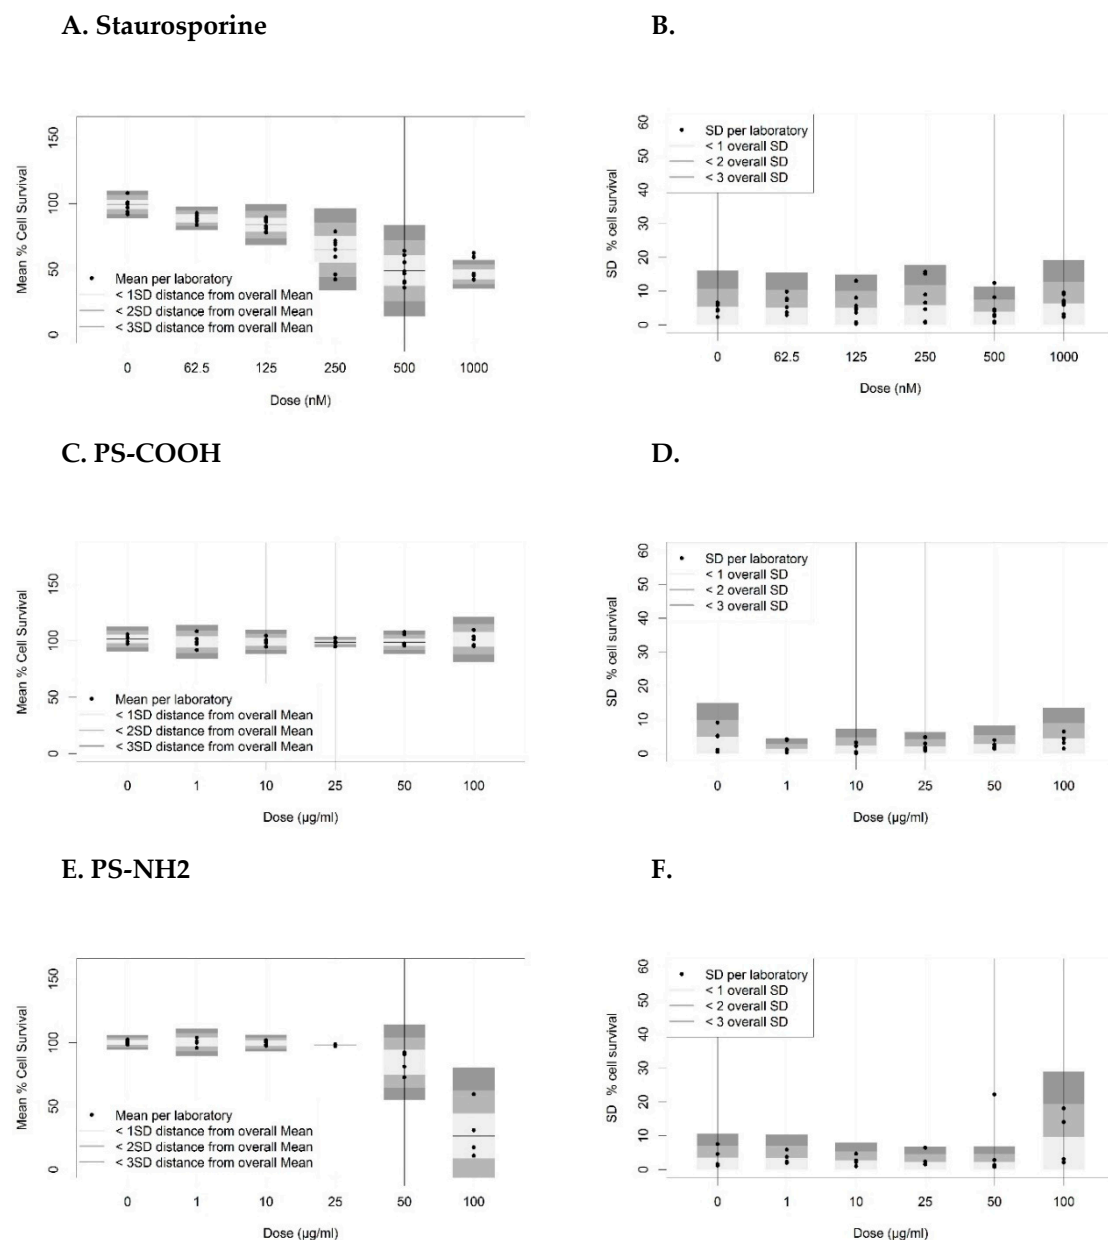 A. Staurosporine
B.
Mean % Cell Survival
150
100
50
0
Mean per laboratory
< 1SD distance from overall Mean
< 2SD distance from overall Mean
< 3SD distance from overall Mean
0 62.5 125 250 500 1000
Dose (nM)
SD % cell survival
60
50
40
30
20
10
0
SD per laboratory
< 1 overall SD
< 2 overall SD
< 3 overall SD
0 62.5 125 250 500 1000
Dose (nM)
C. PS-COOH
D.
Mean % Cell Survival
150
100
50
0
Mean per laboratory
< 1SD distance from overall Mean
< 2SD distance from overall Mean
< 3SD distance from overall Mean
0 1 10 25 50 100
Dose (µg/ml)
SD % cell survival
60
50
40
30
20
10
0
SD per laboratory
< 1 overall SD
< 2 overall SD
< 3 overall SD
0 1 10 25 50 100
Dose (µg/ml)
E. PS-NH2
F.
Mean % Cell Survival
150
100
50
0
Mean per laboratory
< 1SD distance from overall Mean
< 2SD distance from overall Mean
< 3SD distance from overall Mean
0 1 10 25 50 100
Dose (µg/ml)
SD % cell survival
60
50
40
30
20
10
0
SD per laboratory
< 1 overall SD
< 2 overall SD
< 3 overall SD
0 1 10 25 50 100
Dose (µg/ml)